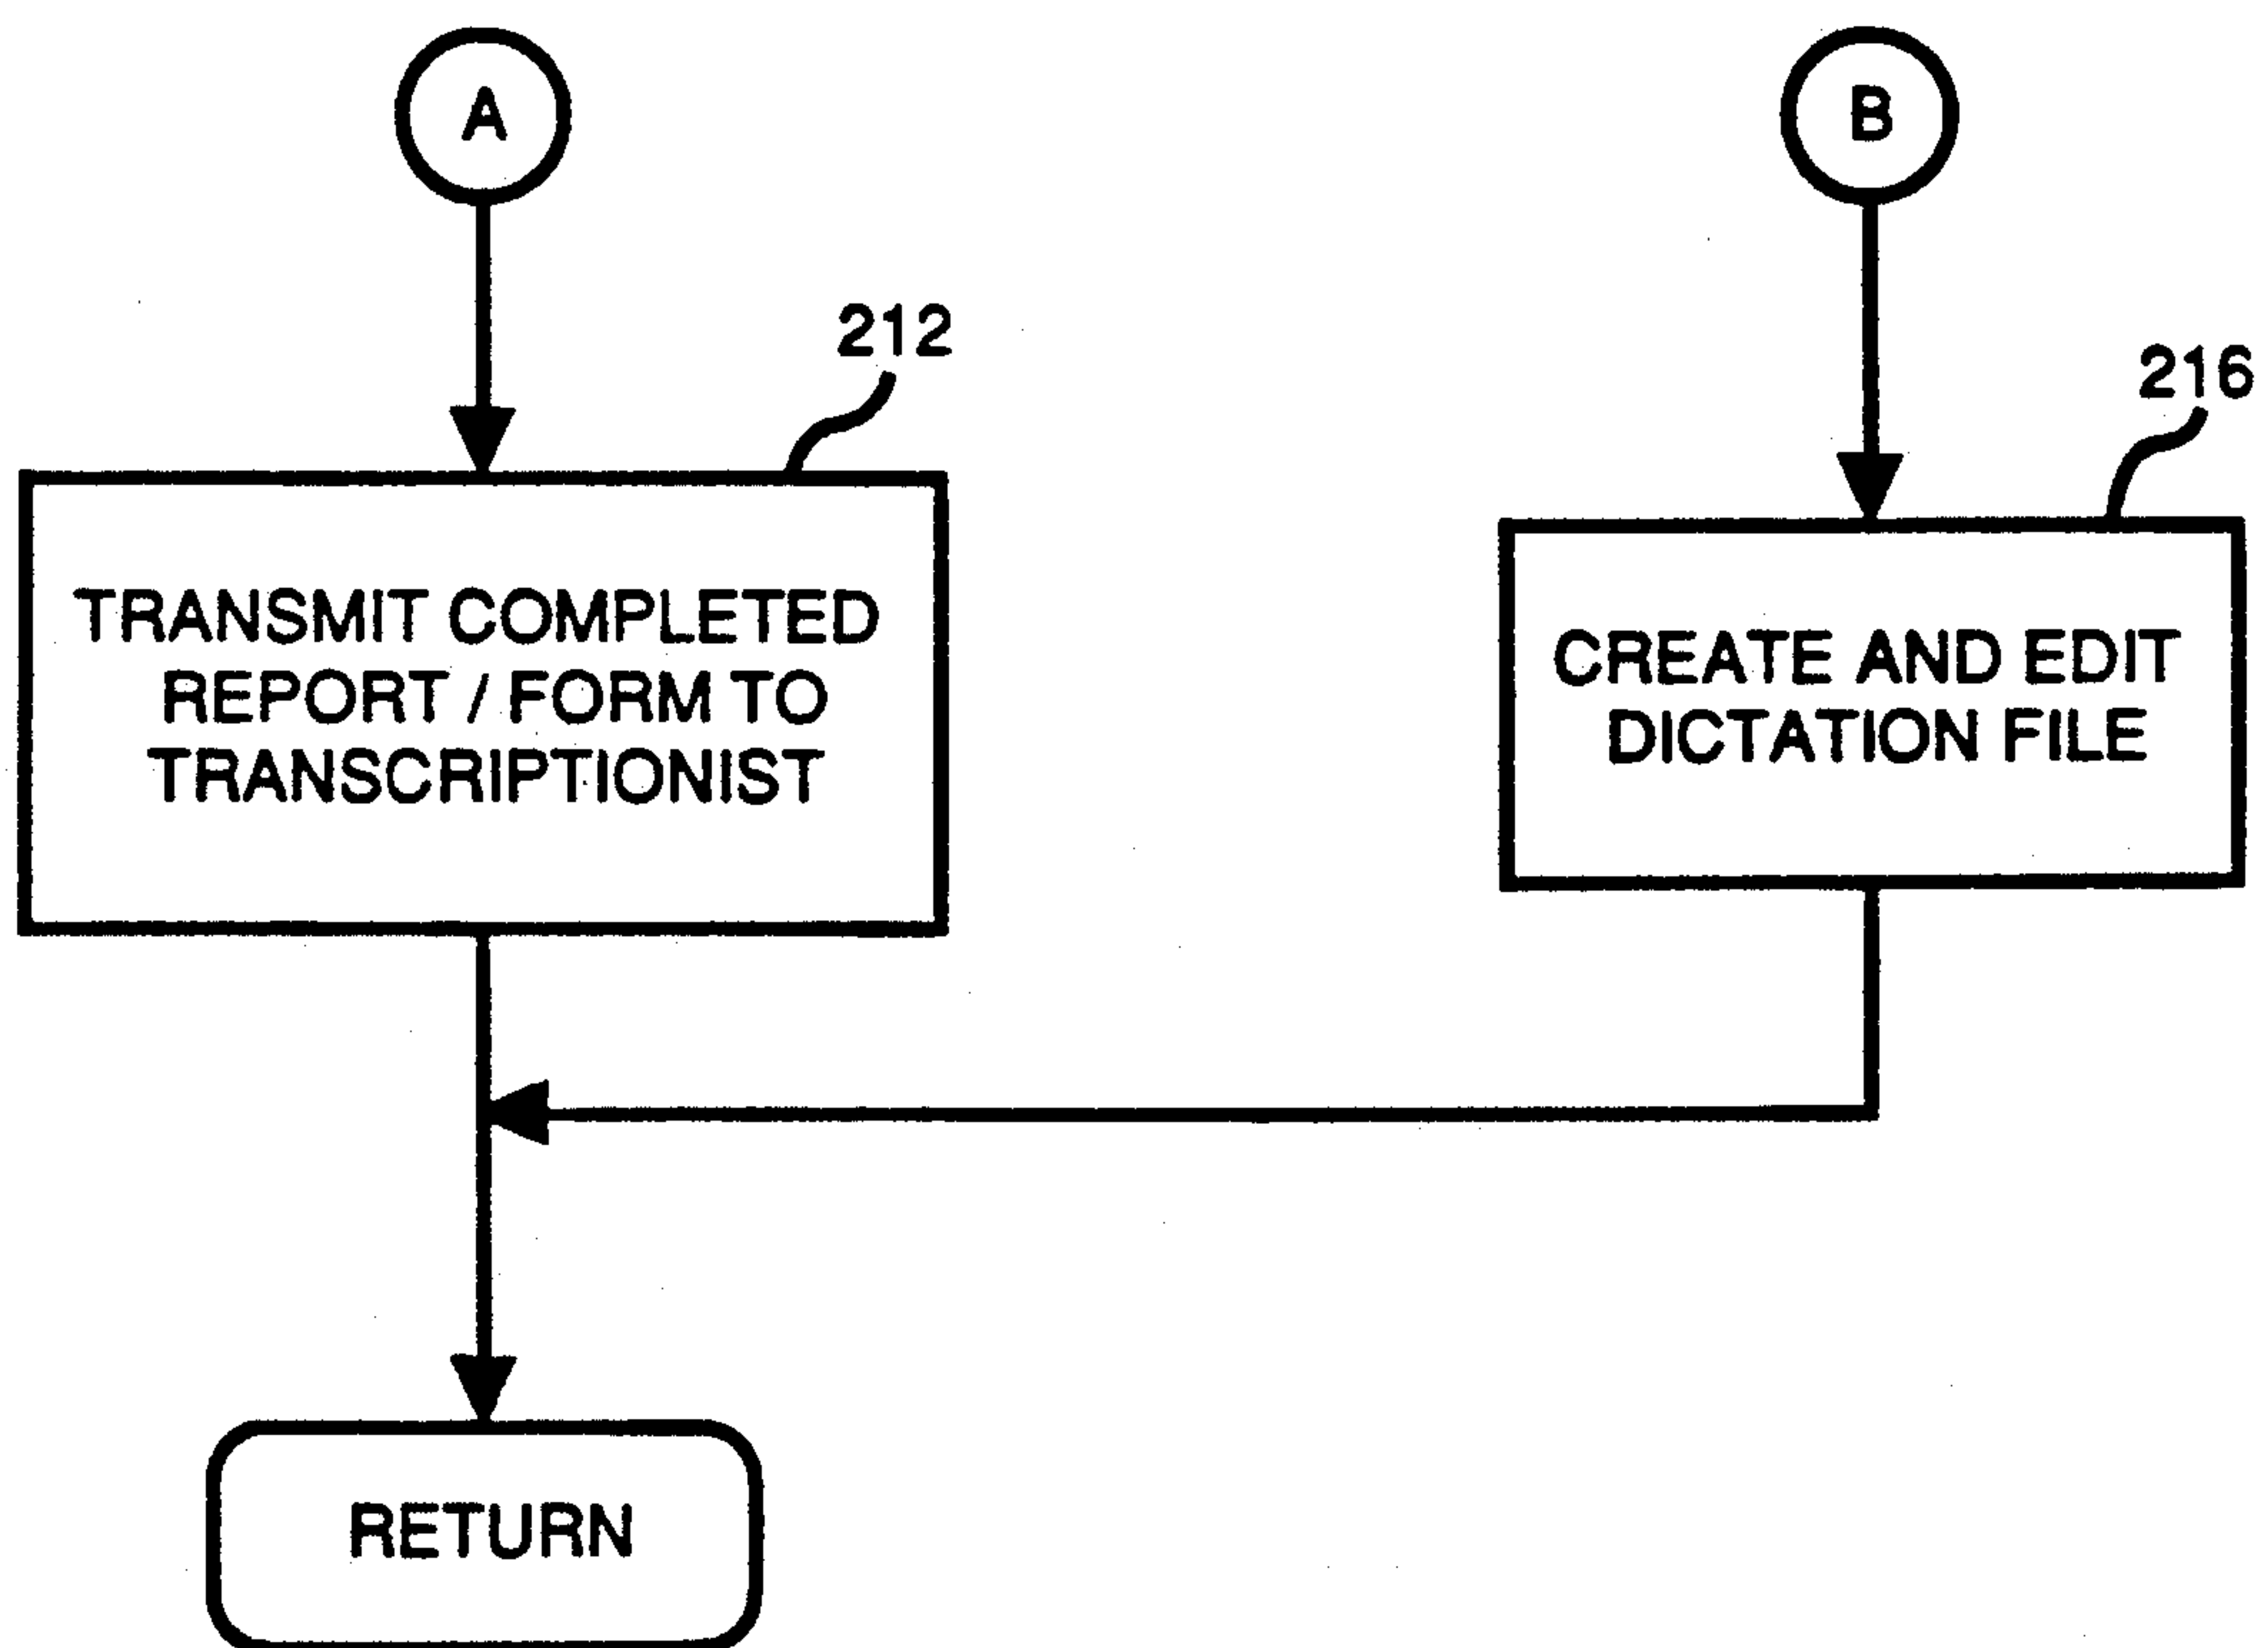 A
B
212
216
TRANSMIT COMPLETED
REPORT / FORM TO
TRANSCRIPTIONIST
CREATE AND EDIT
DICTATION FILE
RETURN